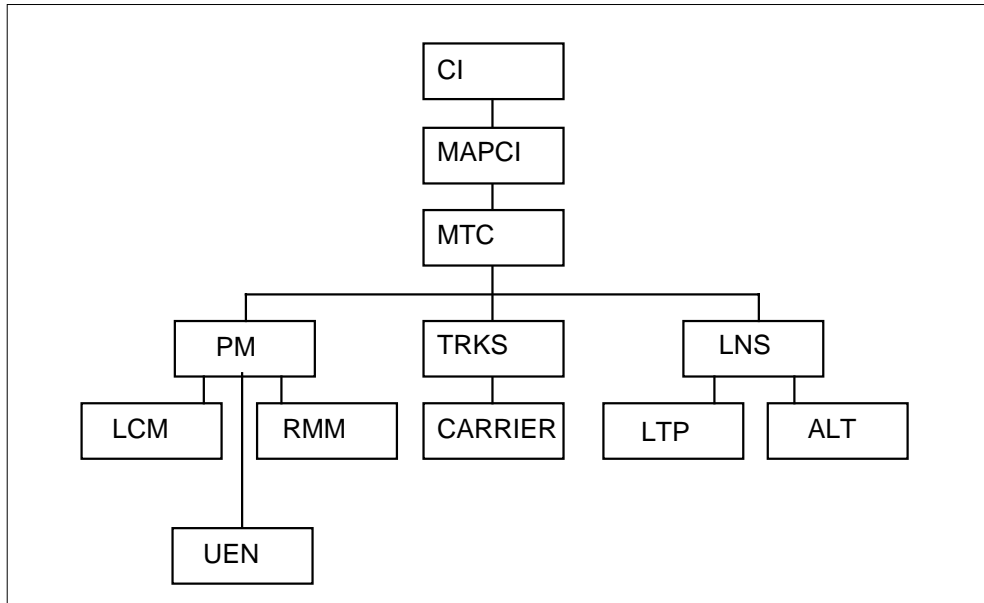 CI
MAPCI
MTC
PM
TRKS
LNS
LCM
RMM
CARRIER
LTP
ALT
UEN